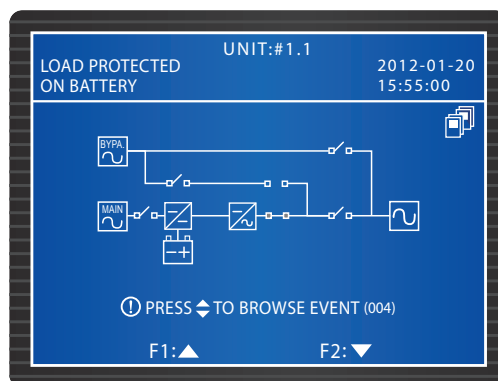 UNIT:#1.1
LOAD PROTECTED
ON BATTERY
2012-01-20
15:55:00
BYPA.
MAIN
! PRESS TO BROWSE EVENT (004)
F1: F2: